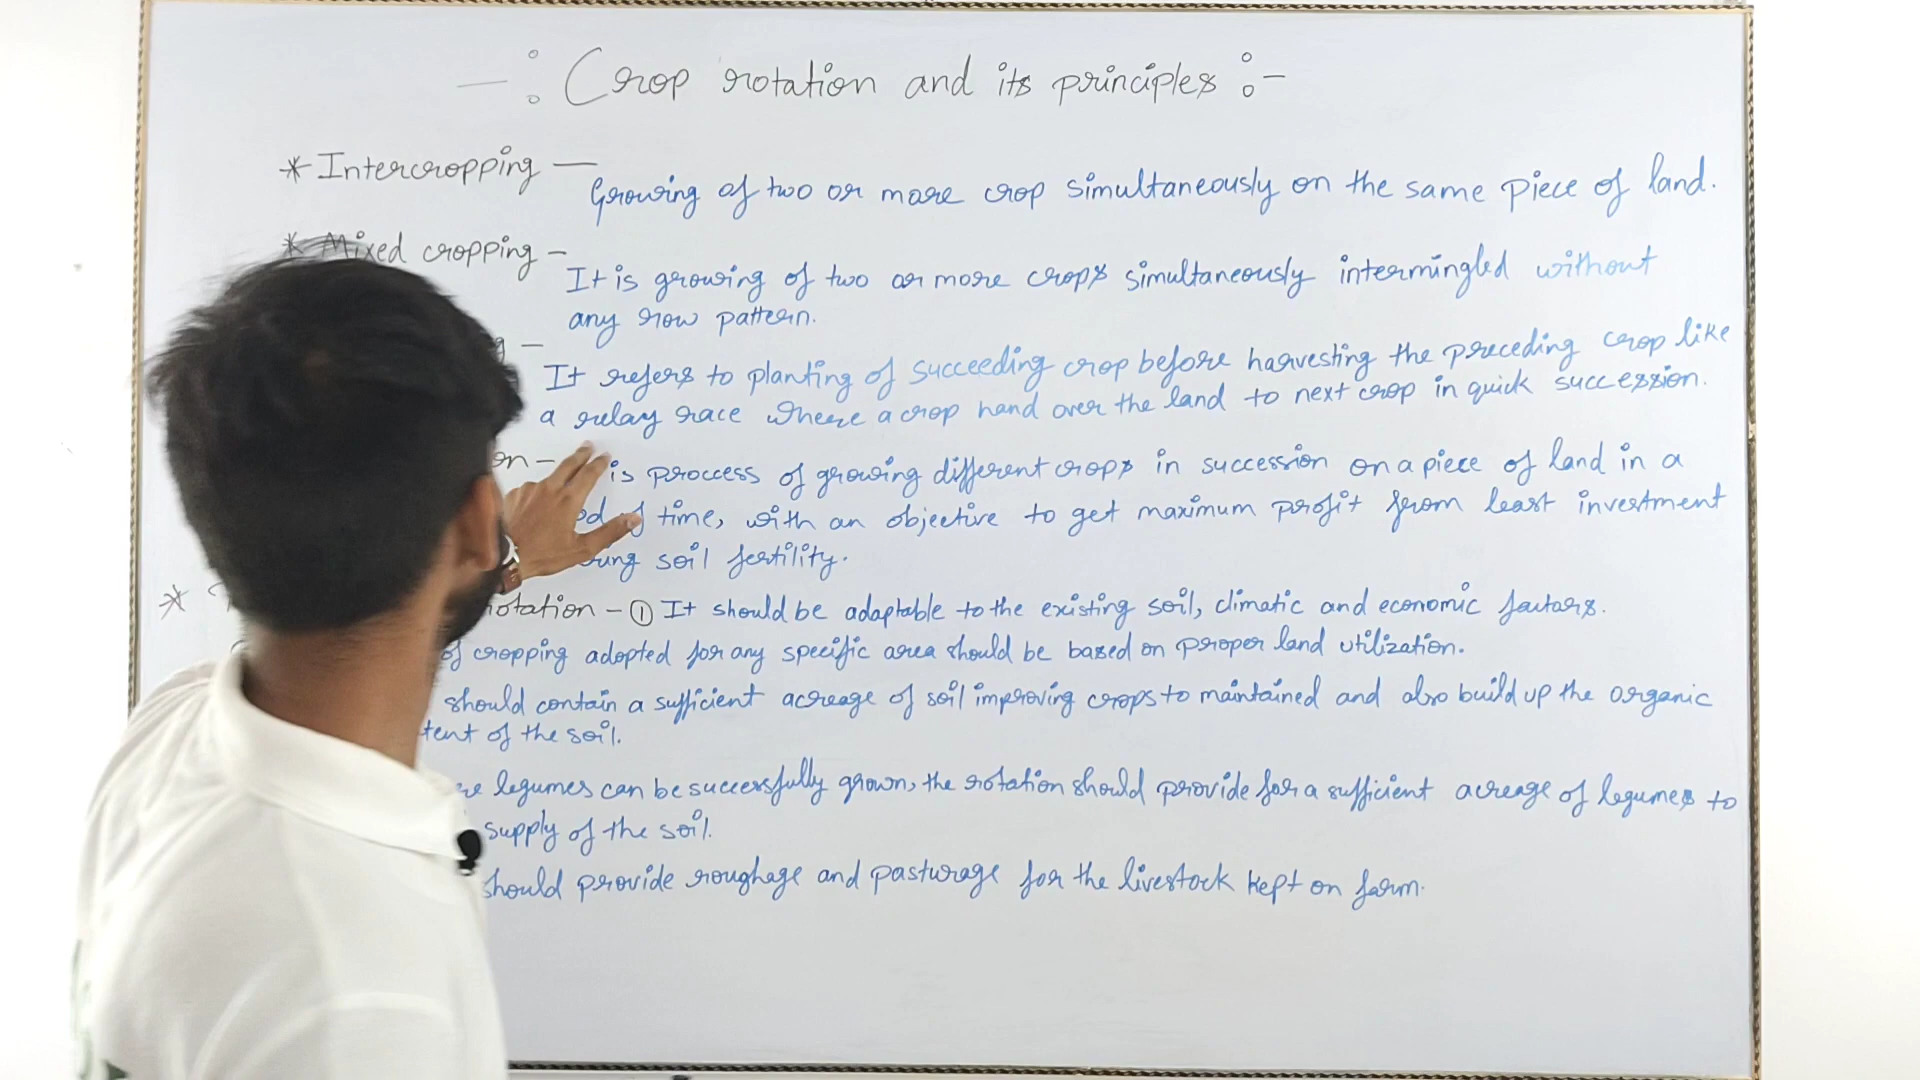 -: Crop rotation and its principles :-
* Intercropping - Growing of two or more crop simultaneously on the same piece of land.
* Mixed cropping - It is growing of two or more crops simultaneously intermingled without
any row pattern.
It refers to planting of succeeding crop before harvesting the preceding crop like
a relay race where a crop hand over the land to next crop in quick succession.
is proccess of growing different crops in succession on a piece of land in a
of time, with an objective to get maximum profit from least investment
soil fertility.
* rotation - ① It should be adaptable to the existing soil, climatic and economic factors.
of cropping adopted for any specific area should be based on proper land utilization.
should contain a sufficient acreage of soil improving crops to maintained and also build up the organic
of the soil.
legumes can be successfully grown, the rotation should provide for a sufficient acreage of legumes to
supply of the soil.
should provide roughage and pasturage for the livestock kept on farm.